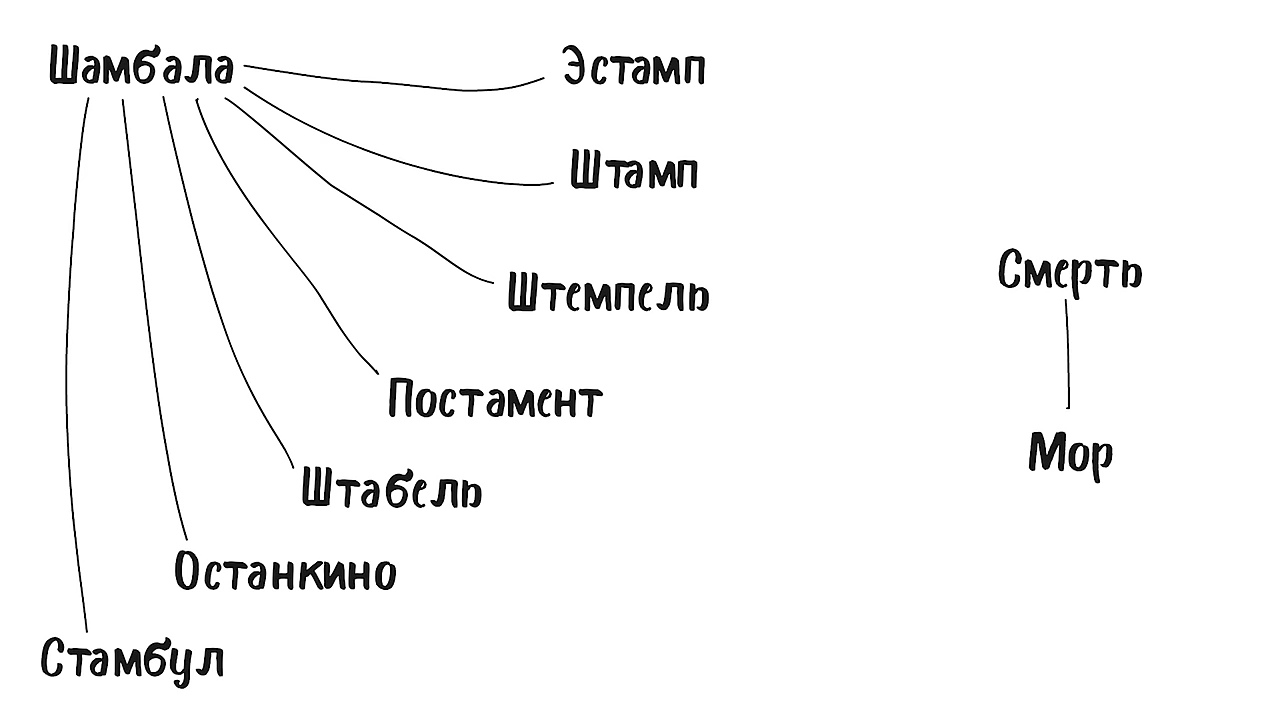 Шамбала
Эстамп
Штамп
Штемпель
Постамент
Штабель
Останкино
Стамбул
Смерть
Мор